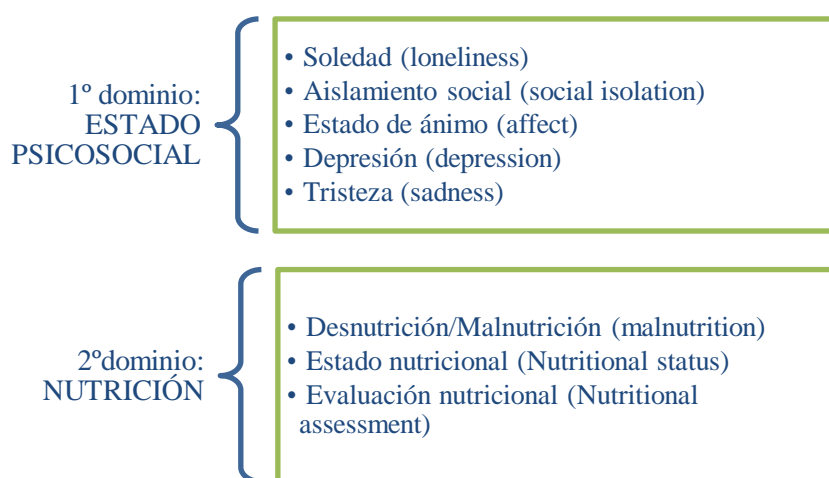 1º dominio:
ESTADO
PSICOSOCIAL
• Soledad (loneliness)
• Aislamiento social (social isolation)
• Estado de ánimo (affect)
• Depresión (depression)
• Tristeza (sadness)
2ºdominio:
NUTRICIÓN
• Desnutrición/Malnutrición (malnutrition)
• Estado nutricional (Nutritional status)
• Evaluación nutricional (Nutritional
assessment)